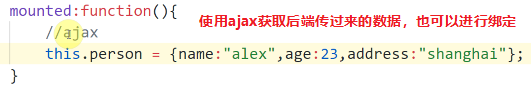 mounted:function(){
//ajax
使用ajax获取后端传过来的数据，也可以进行绑定
this.person = {name:"alex",age:23,address:"shanghai"};
}